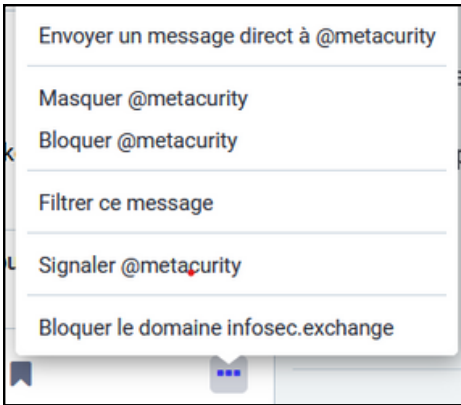 Envoyer un message direct à @metacurity
Masquer @metacurity
Bloquer @metacurity
Filtrer ce message
Signaler @metacurity
Bloquer le domaine infosec.exchange